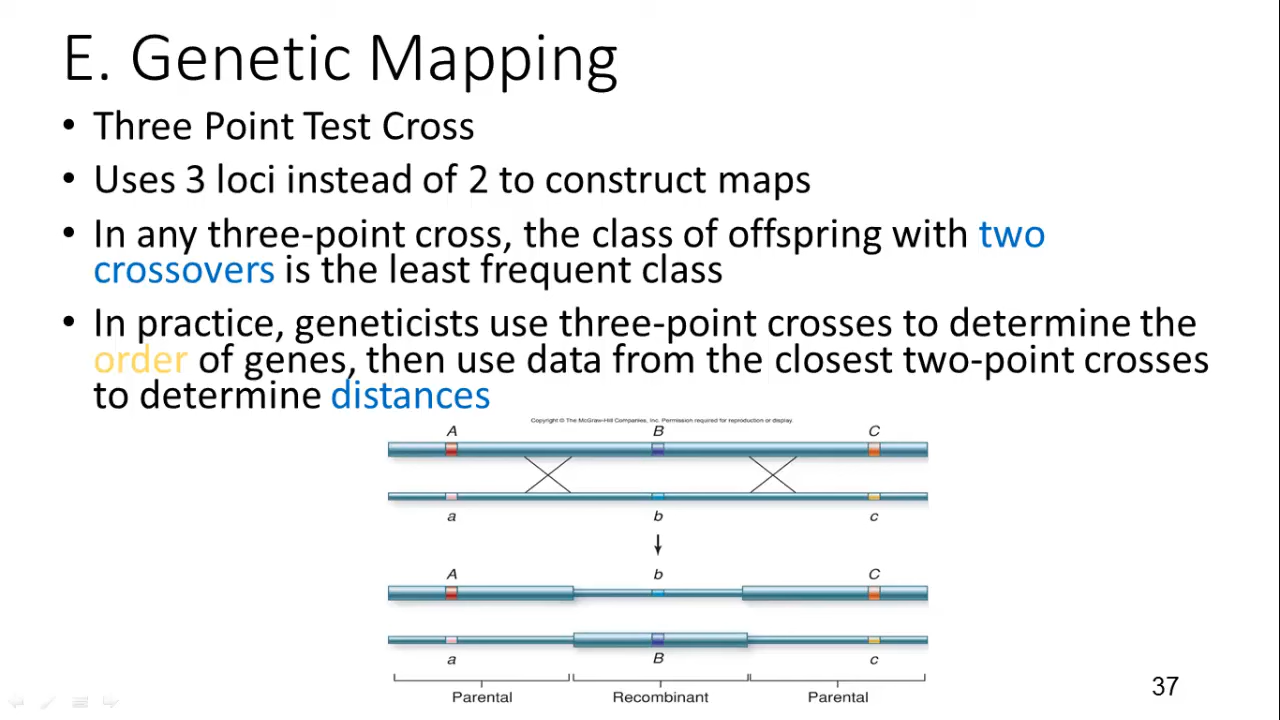 E. Genetic Mapping
• Three Point Test Cross
• Uses 3 loci instead of 2 to construct maps
• In any three-point cross, the class of offspring with two
crossovers is the least frequent class
• In practice, geneticists use three-point crosses to determine the
order of genes, then use data from the closest two-point crosses
to determine distances
Copyright © The McGraw-Hill Companies, Inc. Permission required for reproduction or display.
A B C
a b c
A b C
a B c
Parental Recombinant Parental
37